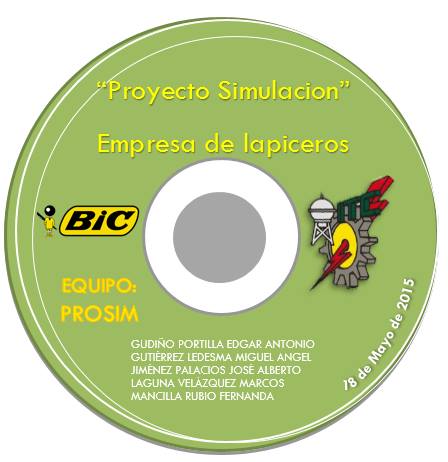 “Proyecto Simulacion”
Empresa de lapiceros
BIC
ITC
EQUIPO:
PROSIM
GUDIÑO PORTILLA EDGAR ANTONIO
GUTIÉRREZ LEDESMA MIGUEL ANGEL
JIMÉNEZ PALACIOS JOSÉ ALBERTO
LAGUNA VELÁZQUEZ MARCOS
MANCILLA RUBIO FERNANDA
18 de Mayo de 2015